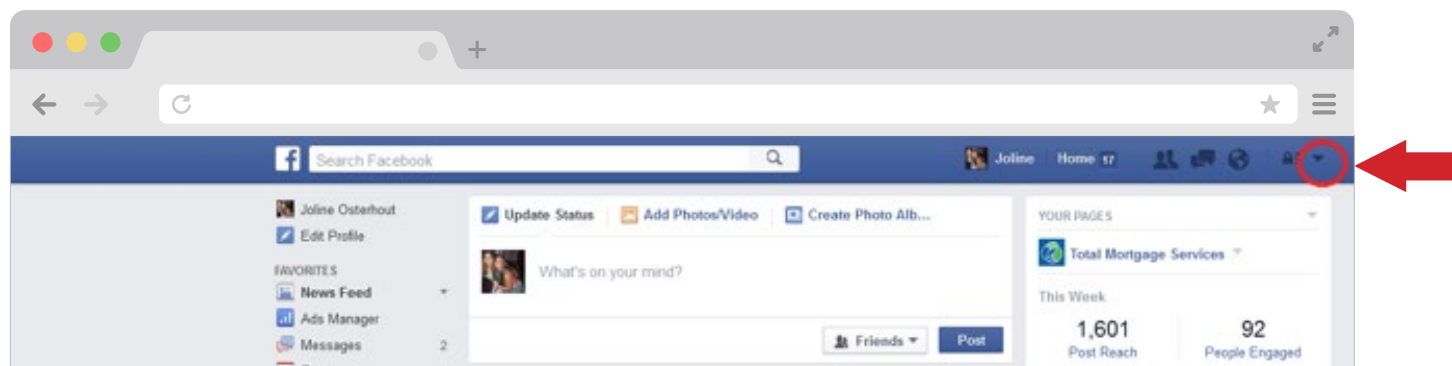 f Search Facebook Joline Home 17
Joline Osterhout
Edit Profile
FAVORITES
News Feed
Ads Manager
Messages 2
Update Status Add Photos/Video Create Photo Alb...
What's on your mind?
Friends Post
YOUR PAGES
Total Mortgage Services
This Week
1,601 92
Post Reach People Engaged